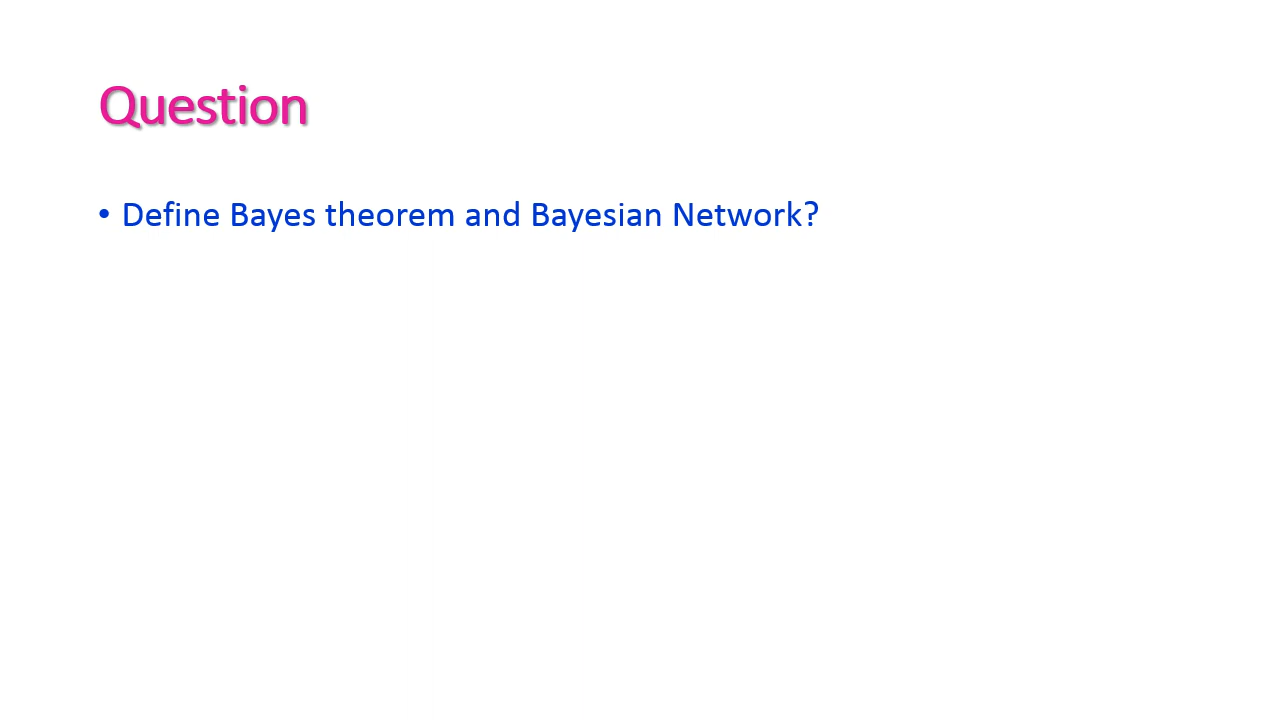 Question
• Define Bayes theorem and Bayesian Network?